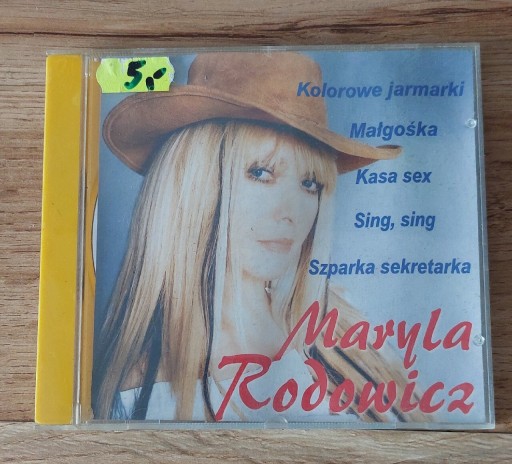 5,-
Kolorowe jarmarki
Małgośka
Kasa sex
Sing, sing
Szparka sekretarka
Maryla
Rodowicz